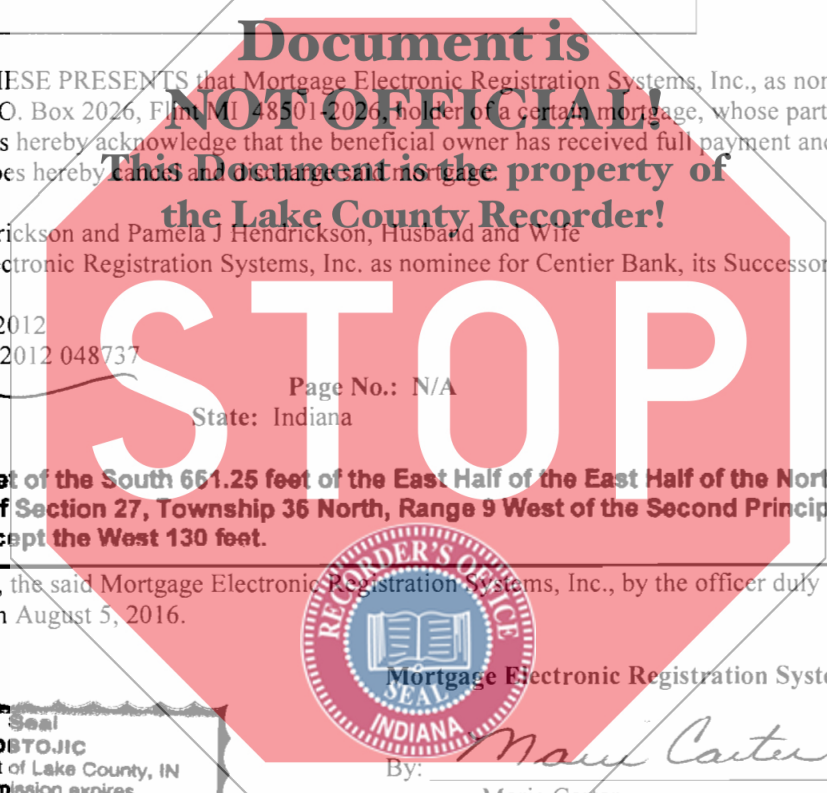 Document is
HESE PRESENTS that Mortgage Electronic Registration Systems, Inc., as nor
NOT OFFICIAL!
O. Box 2026, Flint MI 48501-2026, holder of a certain mortgage, whose part
s hereby acknowledge that the beneficial owner has received full payment and
This Document is the property of
es hereby cancel and discharge said mortgage.
the Lake County Recorder!
rickson and Pamela J Hendrickson, Husband and Wife
ctronic Registration Systems, Inc. as nominee for Centier Bank, its Successor
STOP
2012
2012 048737
Page No.: N/A
State: Indiana
et of the South 661.25 feet of the East Half of the East Half of the Nort
f Section 27, Township 36 North, Range 9 West of the Second Princip
cept the West 130 feet.
, the said Mortgage Electronic Registration Systems, Inc., by the officer duly
n August 5, 2016.
RECORDER'S OFFICE
SEAL
INDIANA
Mortgage Electronic Registration Syste
Seal
OBTOJIC
t of Lake County, IN
mission expires
Marie Carter
By: